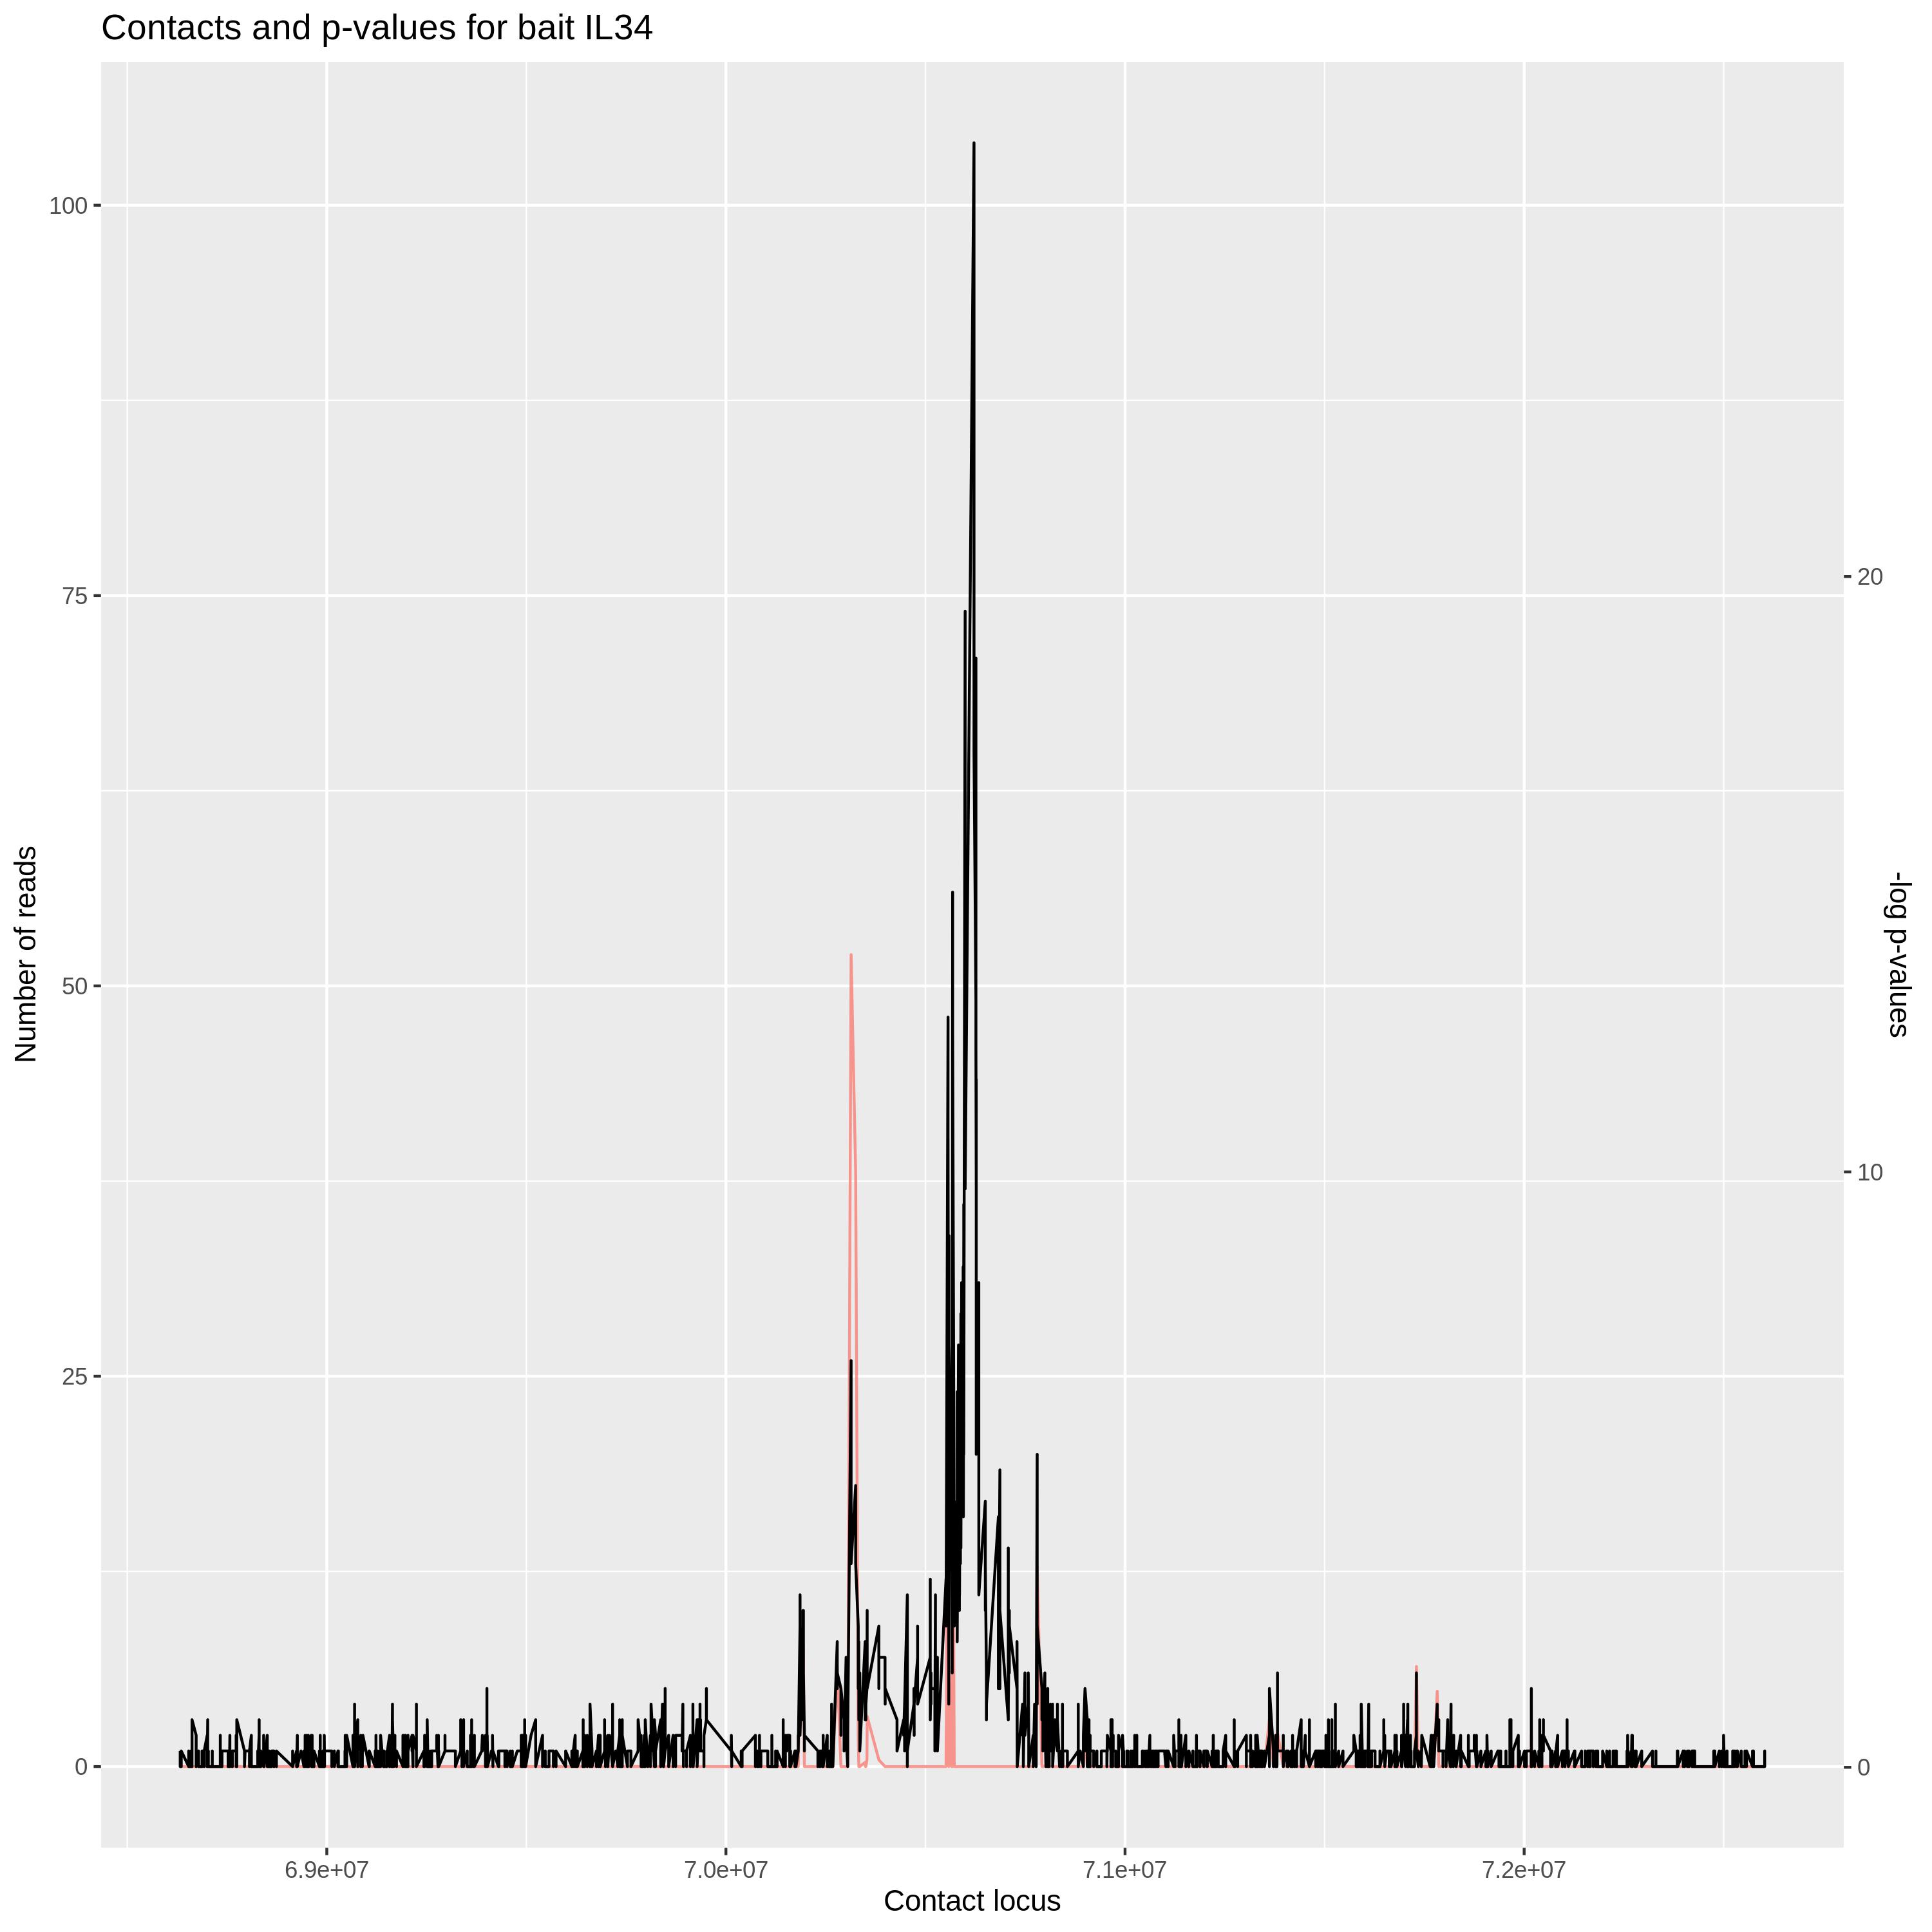 Contacts and p-values for bait IL34
100
75
50
25
0
Number of reads
20
10
0
-log p-values
6.9e+07 7.0e+07 7.1e+07 7.2e+07
Contact locus